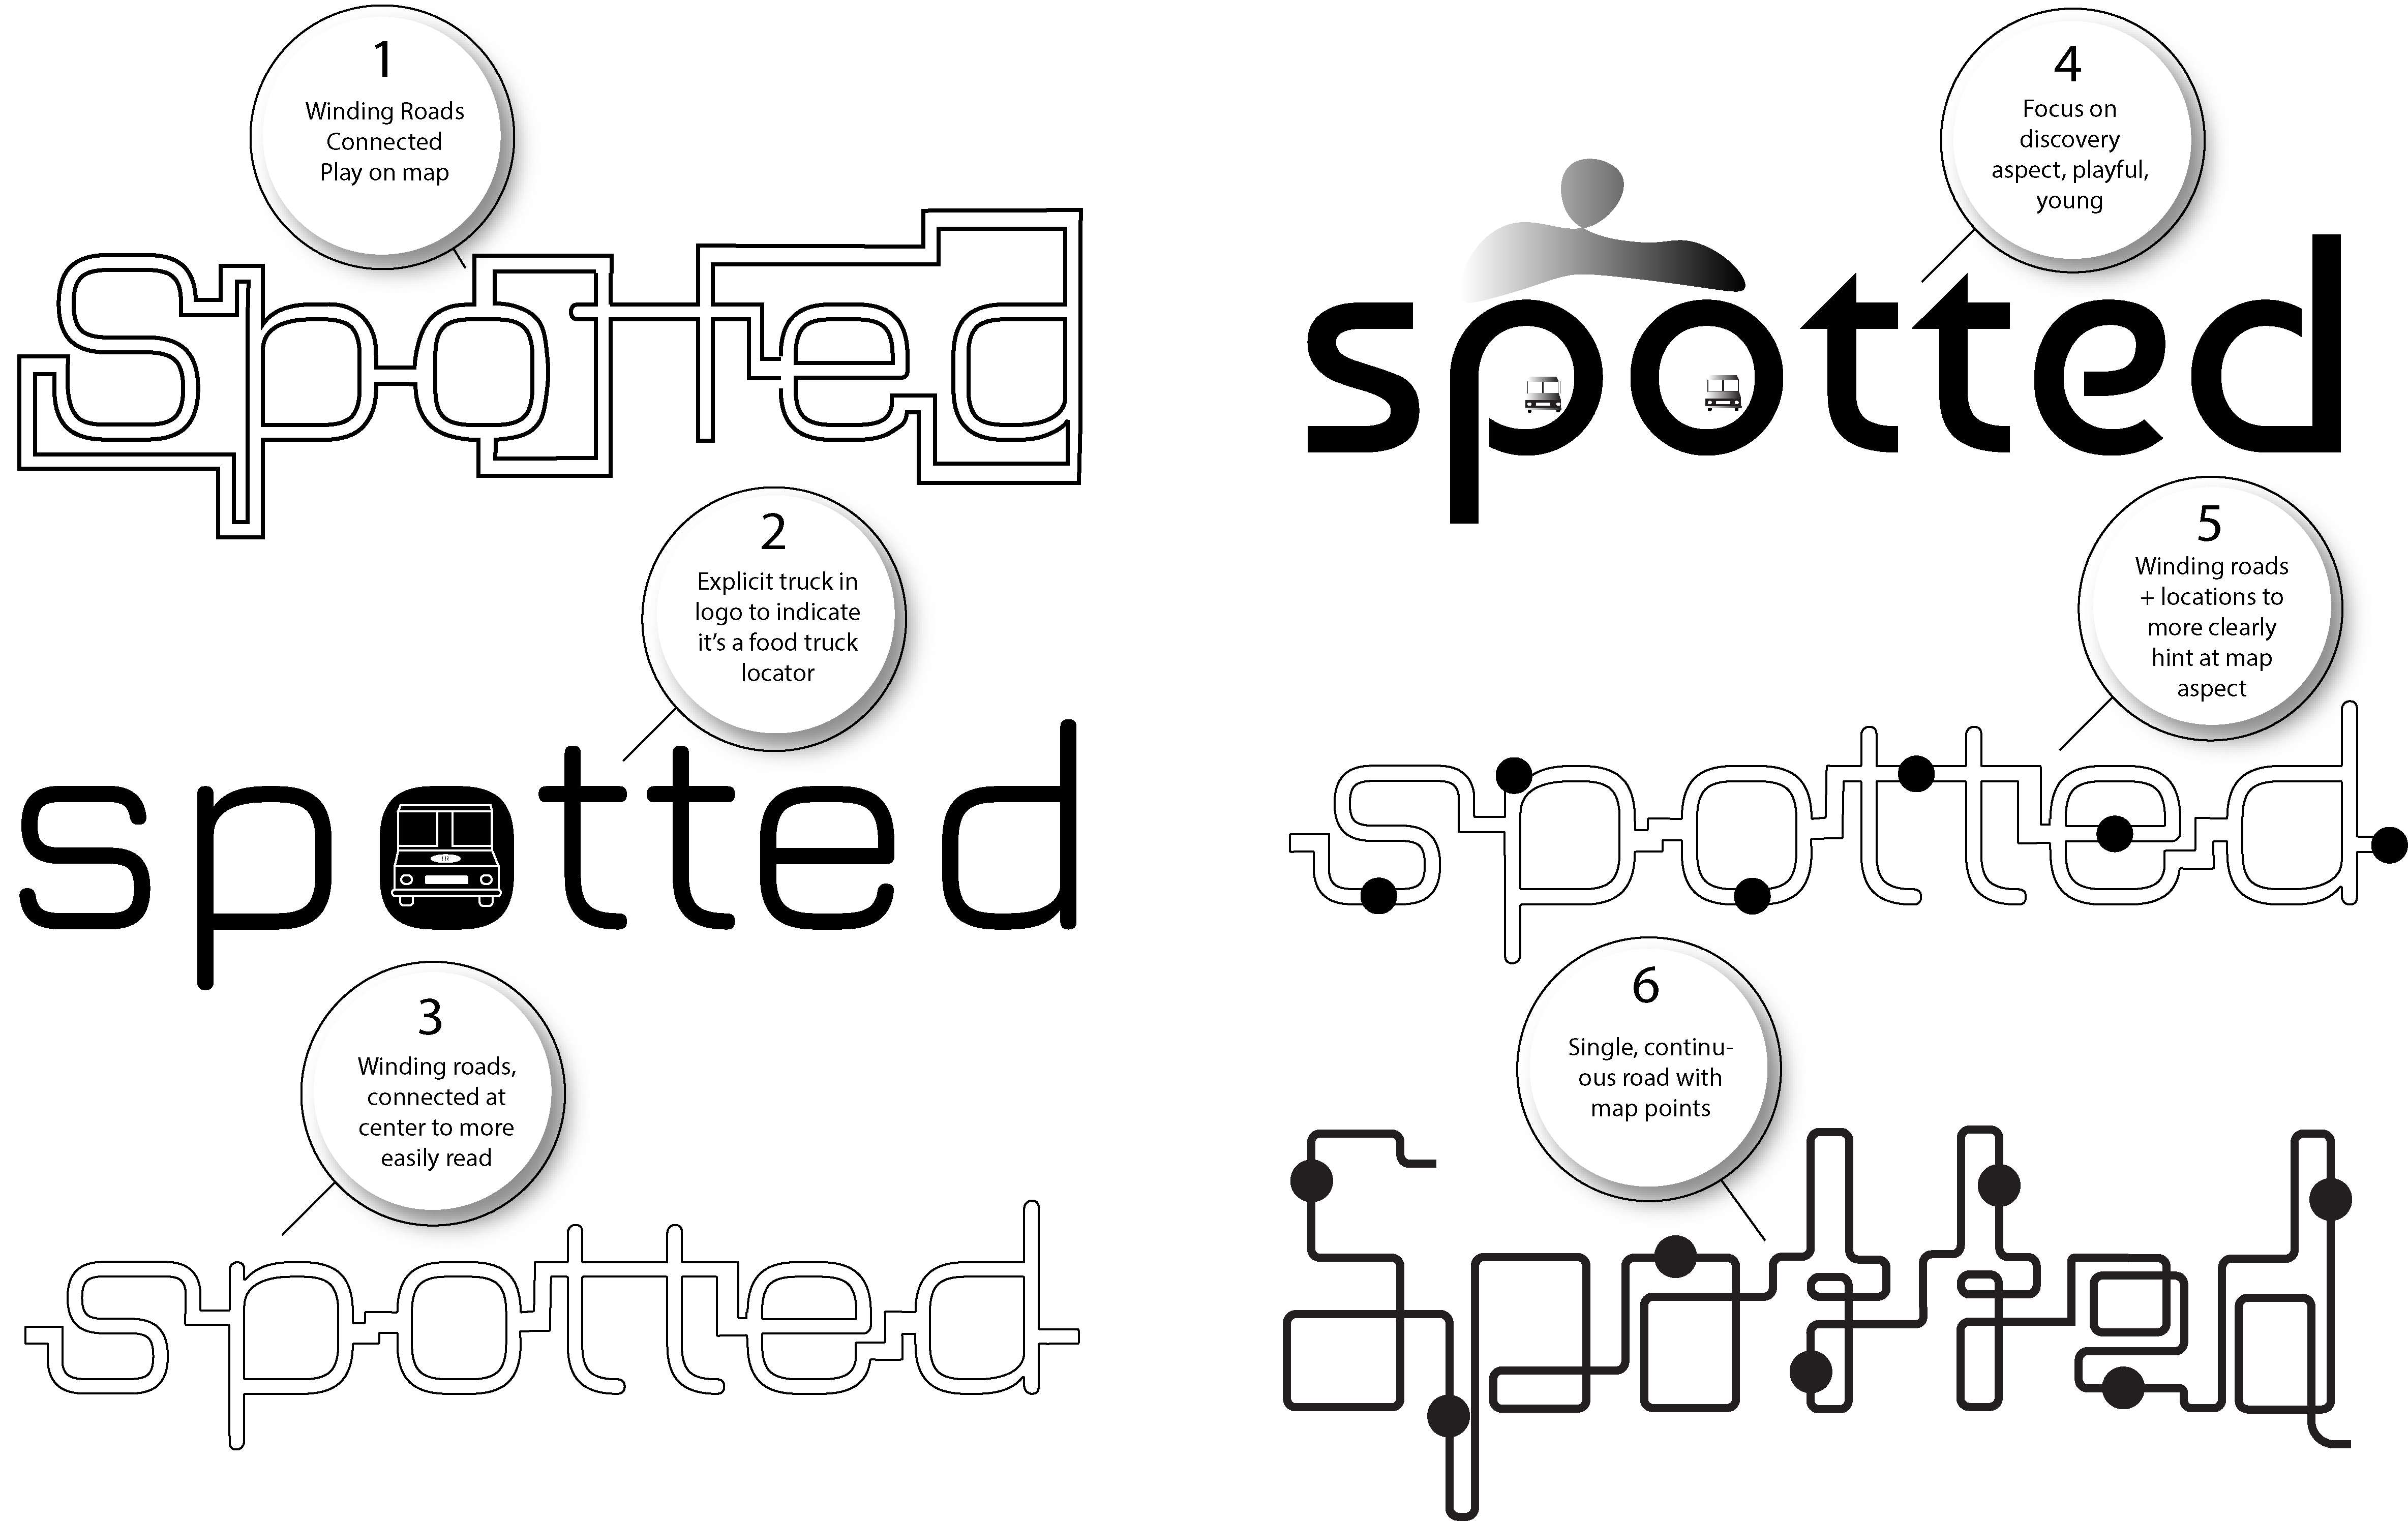 1
Winding Roads
Connected
Play on map
spotted
2
Explicit truck in
logo to indicate
it's a food truck
locator
spotted
3
Winding roads,
connected at
center to more
easily read
spotted
4
Focus on
discovery
aspect, playful,
young
spotted
5
Winding roads
+ locations to
more clearly
hint at map
aspect
spotted
6
Single, continu-
ous road with
map points
spotted